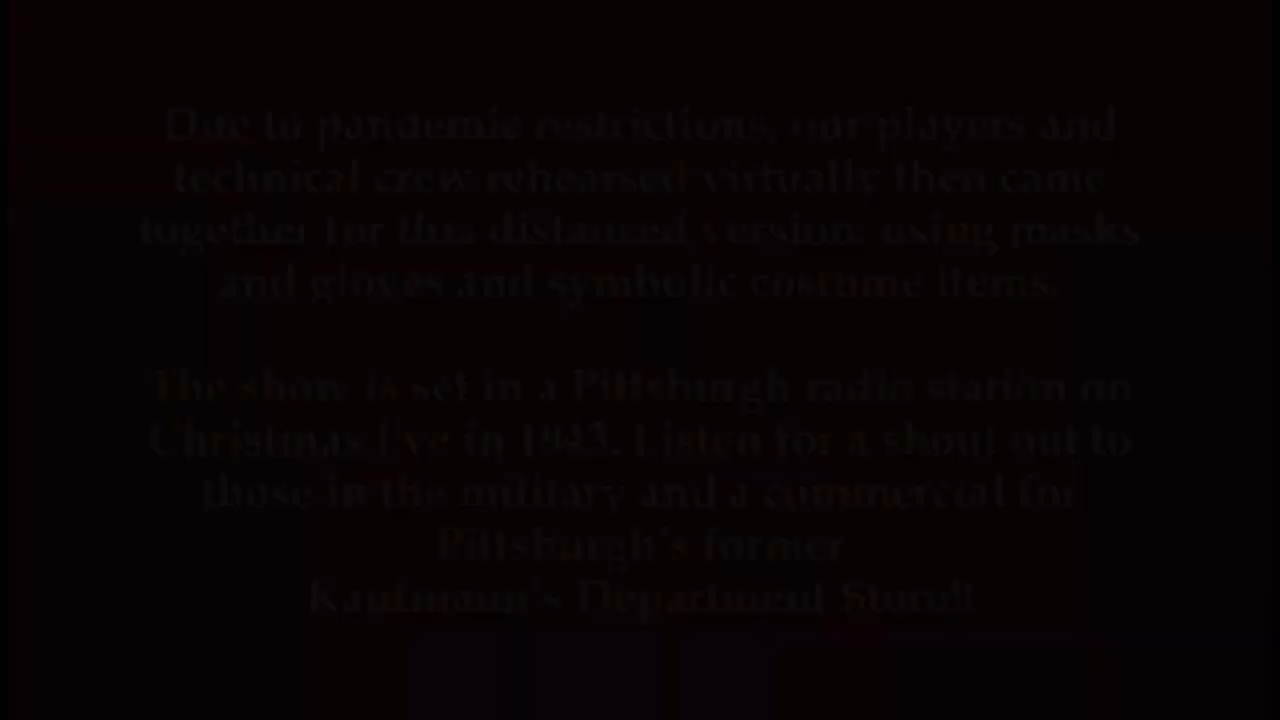 Due to pandemic restrictions, our players and
technical crew rehearsed virtually then came
together for this distanced version using masks
and gloves and symbolic costume items.
The show is set in a Pittsburgh radio station on
Christmas Eve in 1943. Listen for a shout out to
those in the military and a commercial for
Pittsburgh's former
Kaufmann's Department Store!!